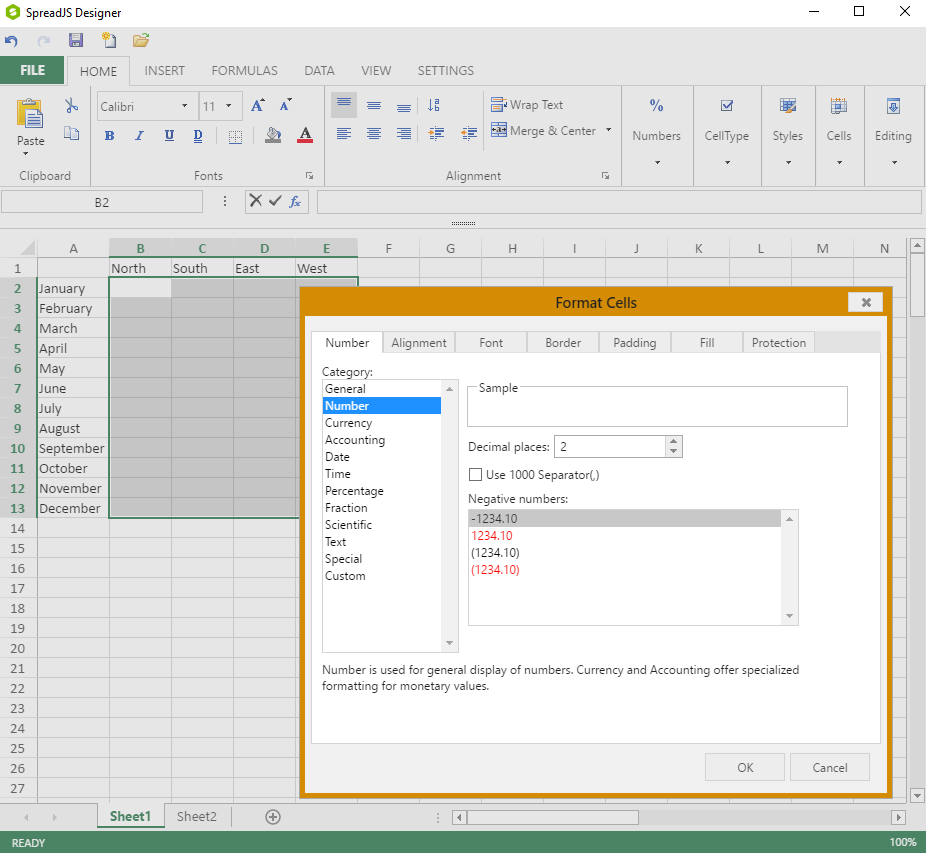 SpreadJS Designer
FILE HOME INSERT FORMULAS DATA VIEW SETTINGS
Calibri 11
B I U D A
Paste
Wrap Text
Merge & Center
% Numbers CellType Styles Cells Editing
Clipboard Fonts Alignment
B2 fx
A B C D E F G H I J K L M N
1 North South East West
2 January
3 February
4 March
5 April
6 May
7 June
8 July
9 August
10 September
11 October
12 November
13 December
14
15
16
17
18
19
20
21
22
23
24
25
26
27
Format Cells
Number Alignment Font Border Padding Fill Protection
Category:
General
Number
Currency
Accounting
Date
Time
Percentage
Fraction
Scientific
Text
Special
Custom
Sample
Decimal places: 2
Use 1000 Separator(,)
Negative numbers:
-1234.10
1234.10
(1234.10)
(1234.10)
Number is used for general display of numbers. Currency and Accounting offer specialized
formatting for monetary values.
OK Cancel
Sheet1 Sheet2
READY 100%